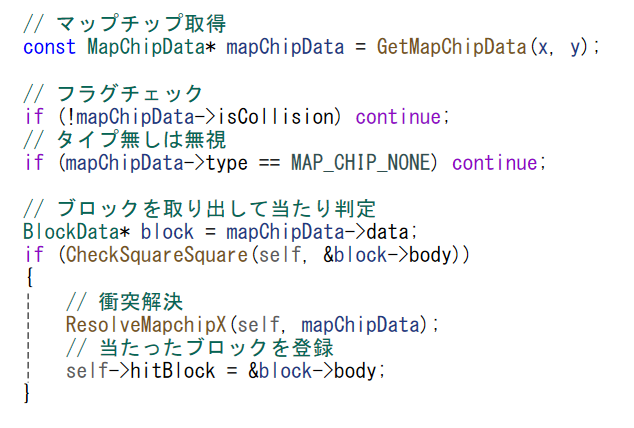 // マップチップ取得
const MapChipData* mapChipData = GetMapChipData(x, y);
// フラグチェック
if (!mapChipData->isCollision) continue;
// タイプ無しは無視
if (mapChipData->type == MAP_CHIP_NONE) continue;
// ブロックを取り出して当たり判定
BlockData* block = mapChipData->data;
if (CheckSquareSquare(self, &block->body))
{
// 衝突解決
ResolveMapchipX(self, mapChipData);
// 当たったブロックを登録
self->hitBlock = &block->body;
}